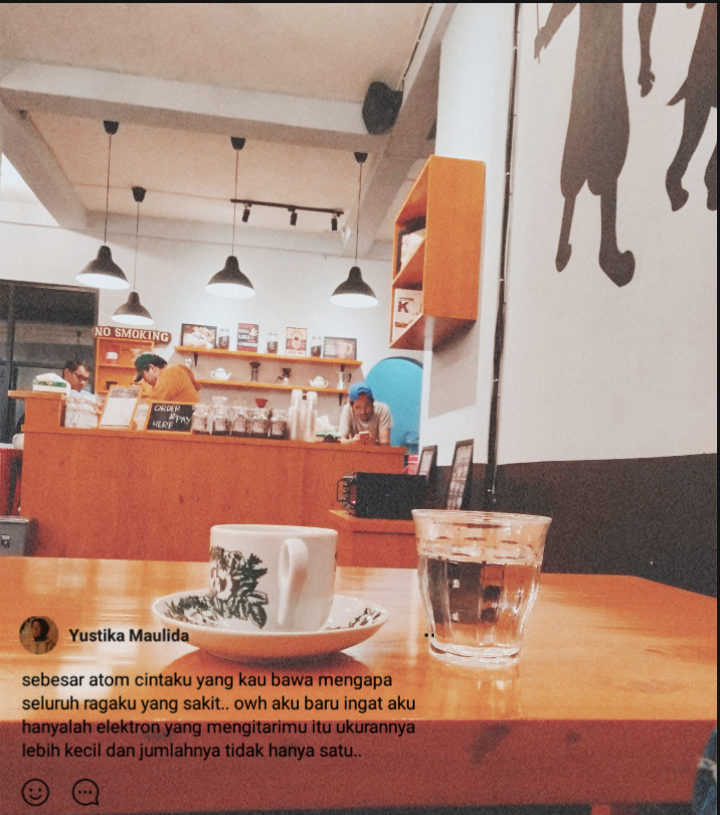 NO SMOKING
K
ORDER
& PAY
HERE
Yustika Maulida
sebesar atom cintaku yang kau bawa mengapa
seluruh ragaku yang sakit.. owh aku baru ingat aku
hanyalah elektron yang mengitarimu itu ukurannya
lebih kecil dan jumlahnya tidak hanya satu..